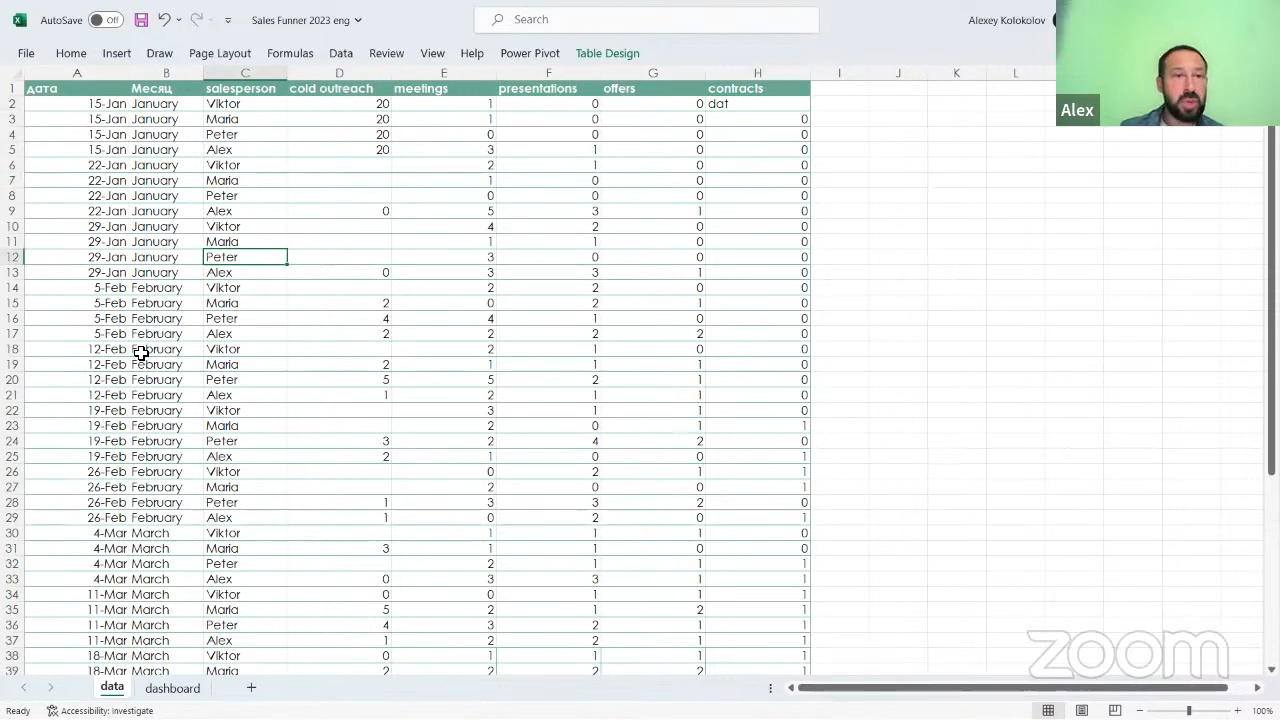 AutoSave Off Sales Funner 2023 eng Search Alexey Kolokolov
File Home Insert Draw Page Layout Formulas Data Review View Help Power Pivot Table Design
Alex
A B C D E F G H I J K L
1 дата Месяц salesperson cold outreach meetings presentations offers contracts
2 15-Jan January Viktor 20 1 0 0 dat
3 15-Jan January Maria 20 1 0 0 0
4 15-Jan January Peter 20 0 0 0 0
5 15-Jan January Alex 20 3 1 0 0
6 22-Jan January Viktor 2 1 0 0
7 22-Jan January Maria 1 0 0 0
8 22-Jan January Peter 0 0 0 0
9 22-Jan January Alex 0 5 3 1 0
10 29-Jan January Viktor 4 2 0 0
11 29-Jan January Maria 1 1 0 0
12 29-Jan January Peter 3 0 0 0
13 29-Jan January Alex 0 3 3 1 0
14 5-Feb February Viktor 2 2 0 0
15 5-Feb February Maria 2 0 2 1 0
16 5-Feb February Peter 4 4 1 0 0
17 5-Feb February Alex 2 2 2 2 0
18 12-Feb February Viktor 2 1 0 0
19 12-Feb February Maria 2 1 1 1 0
20 12-Feb February Peter 5 5 2 1 0
21 12-Feb February Alex 1 2 1 1 0
22 19-Feb February Viktor 3 1 1 0
23 19-Feb February Maria 2 0 1 1
24 19-Feb February Peter 3 2 4 2 0
25 19-Feb February Alex 2 1 0 0 1
26 26-Feb February Viktor 0 2 1 1
27 26-Feb February Maria 2 0 0 1
28 26-Feb February Peter 1 3 3 2 0
29 26-Feb February Alex 1 0 2 0 1
30 4-Mar March Viktor 1 1 1 0
31 4-Mar March Maria 3 1 1 0 0
32 4-Mar March Peter 2 1 1 1
33 4-Mar March Alex 0 3 3 1 1
34 11-Mar March Viktor 0 0 1 1 1
35 11-Mar March Maria 5 2 1 2 1
36 11-Mar March Peter 4 3 2 1 1
37 11-Mar March Alex 1 2 2 1 1
38 18-Mar March Viktor 0 1 1 1 1
39 18-Mar March Maria 2 2 2 2 1
zoom
data dashboard
Ready Accessibility: Investigate 100%